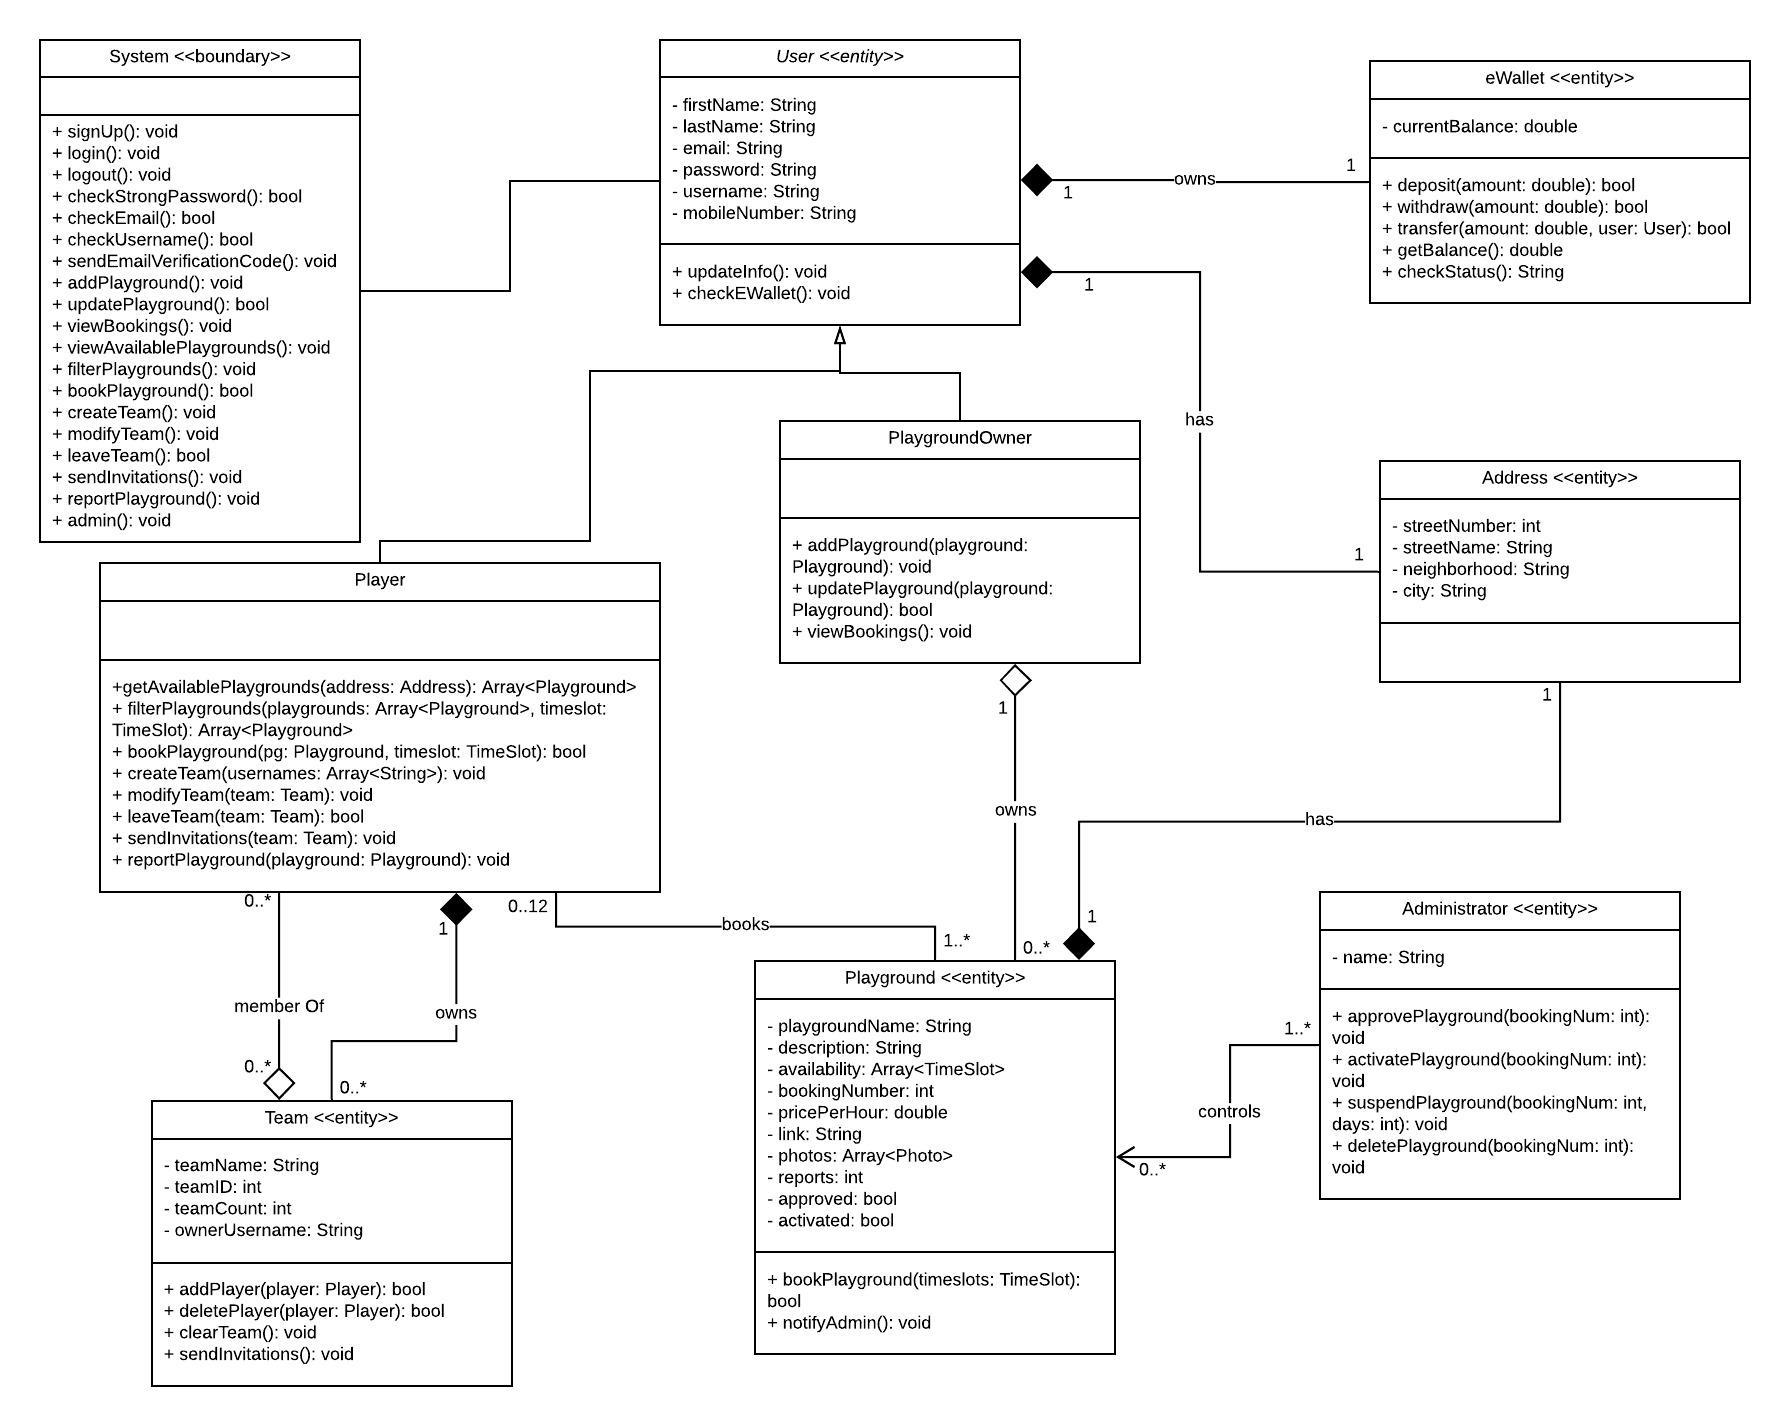 System <<boundary>>
+ signUp(): void
+ login(): void
+ logout(): void
+ checkStrongPassword(): bool
+ checkEmail(): bool
+ checkUsername(): bool
+ sendEmailVerificationCode(): void
+ addPlayground(): void
+ updatePlayground(): bool
+ viewBookings(): void
+ viewAvailablePlaygrounds(): void
+ filterPlaygrounds(): void
+ bookPlayground(): bool
+ createTeam(): void
+ modifyTeam(): void
+ leaveTeam(): bool
+ sendInvitations(): void
+ reportPlayground(): void
+ admin(): void
User <<entity>>
- firstName: String
- lastName: String
- email: String
- password: String
- username: String
- mobileNumber: String
+ updateInfo(): void
+ checkEWallet(): void
1
owns
1
1
has
1
eWallet <<entity>>
- currentBalance: double
+ deposit(amount: double): bool
+ withdraw(amount: double): bool
+ transfer(amount: double, user: User): bool
+ getBalance(): double
+ checkStatus(): String
PlaygroundOwner
+ addPlayground(playground:
Playground): void
+ updatePlayground(playground:
Playground): bool
+ viewBookings(): void
Address <<entity>>
- streetNumber: int
- streetName: String
- neighborhood: String
- city: String
Player
+getAvailablePlaygrounds(address: Address): Array<Playground>
+ filterPlaygrounds(playgrounds: Array<Playground>, timeslot:
TimeSlot): Array<Playground>
+ bookPlayground(pg: Playground, timeslot: TimeSlot): bool
+ createTeam(usernames: Array<String>): void
+ modifyTeam(team: Team): void
+ leaveTeam(team: Team): bool
+ sendInvitations(team: Team): void
+ reportPlayground(playground: Playground): void
1
owns
0..*
1
has
1
0..*
member Of
0..*
1
owns
0..*
0..12
books
1..*
Team <<entity>>
- teamName: String
- teamID: int
- teamCount: int
- ownerUsername: String
+ addPlayer(player: Player): bool
+ deletePlayer(player: Player): bool
+ clearTeam(): void
+ sendInvitations(): void
Playground <<entity>>
- playgroundName: String
- description: String
- availability: Array<TimeSlot>
- bookingNumber: int
- pricePerHour: double
- link: String
- photos: Array<Photo>
- reports: int
- approved: bool
- activated: bool
+ bookPlayground(timeslots: TimeSlot):
bool
+ notifyAdmin(): void
1..*
controls
0..*
Administrator <<entity>>
- name: String
+ approvePlayground(bookingNum: int):
void
+ activatePlayground(bookingNum: int):
void
+ suspendPlayground(bookingNum: int,
days: int): void
+ deletePlayground(bookingNum: int):
void